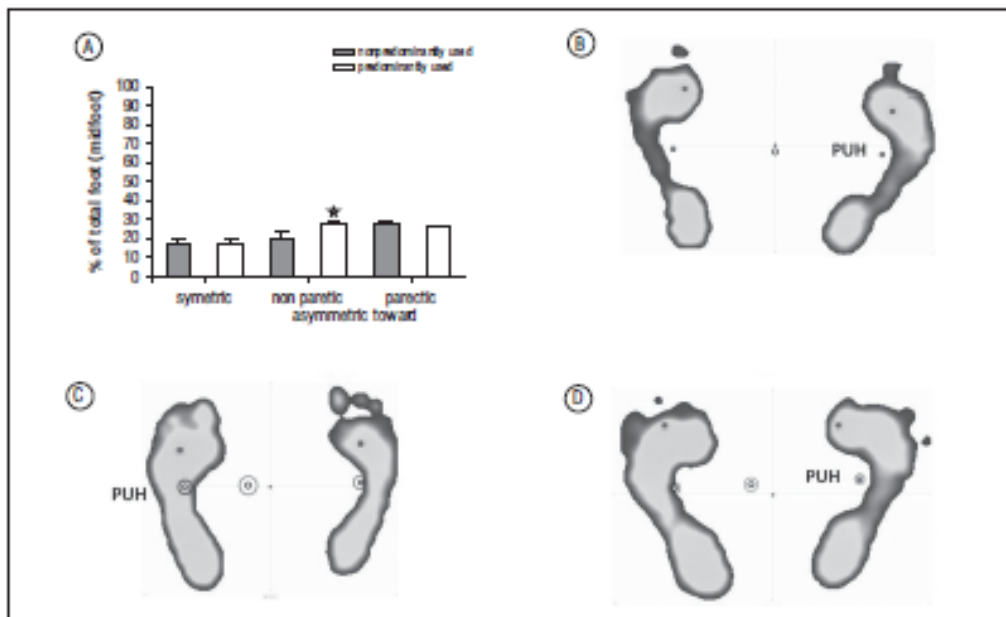 A
nonpredominantly used
predominantly used
% of total foot (midfoot)
100
90
80
70
60
50
40
30
20
10
0
symetric non paretic parectic
asymmetric toward
B
PUH
C
PUH
D
PUH